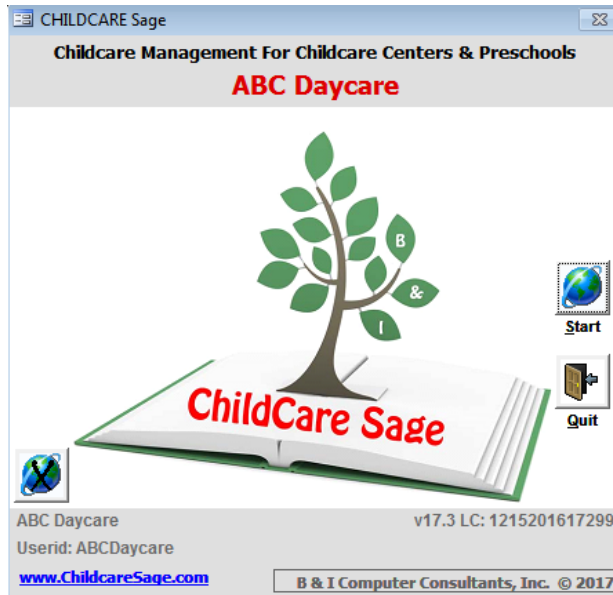 CHILDCARE Sage
Childcare Management For Childcare Centers & Preschools
ABC Daycare
B
&
I
Start
ChildCare Sage
Quit
ABC Daycare
v17.3 LC: 1215201617299
Userid: ABCDaycare
www.ChildcareSage.com
B & I Computer Consultants, Inc. © 2017